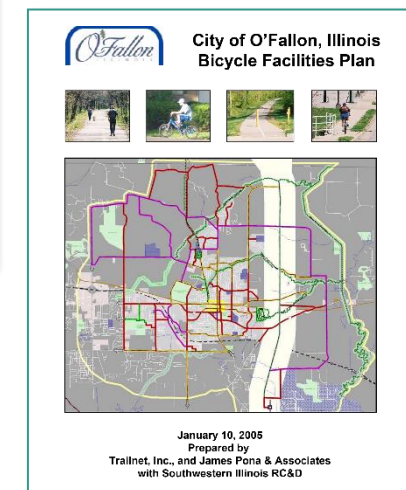 O'Fallon
ILLINOIS
City of O'Fallon, Illinois
Bicycle Facilities Plan
January 10, 2005
Prepared by
Trailnet, Inc., and James Pona & Associates
with Southwestern Illinois RC&D